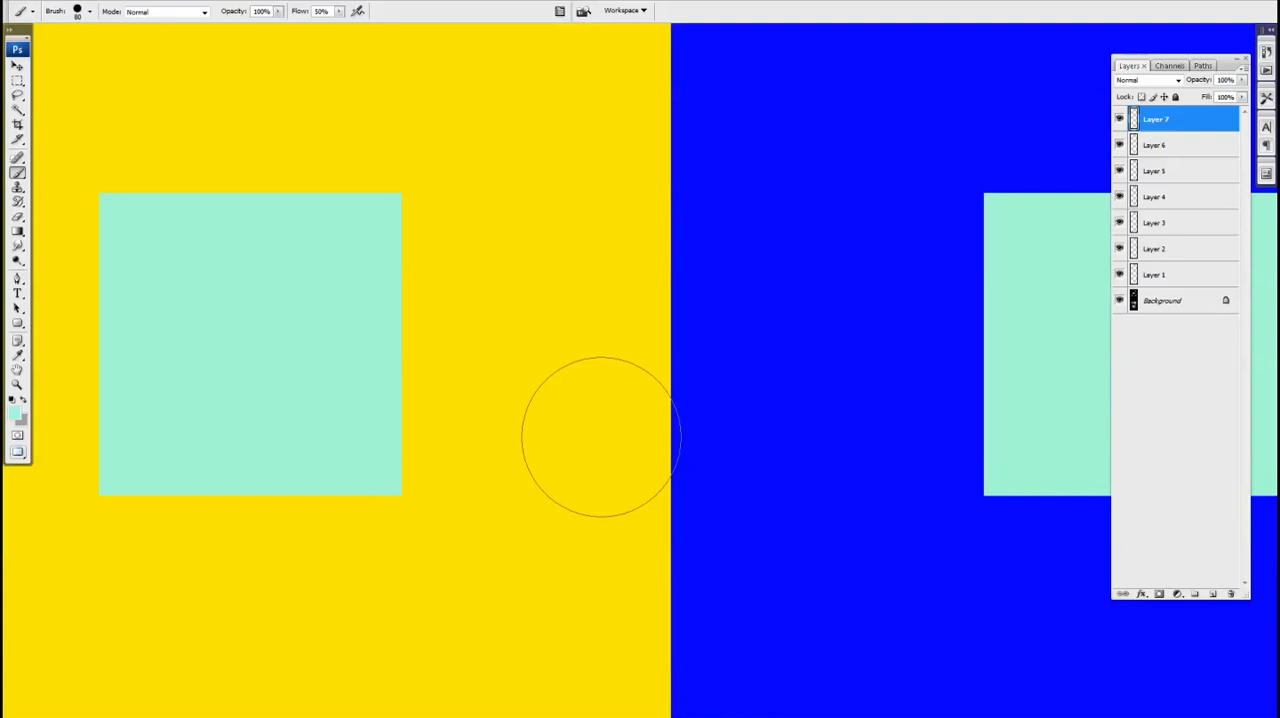 Brush: 80 Mode: Normal Opacity: 100% Flow: 50% Workspace
Ps
Layers Channels Paths
Normal Opacity: 100%
Lock: Fill: 100%
Layer 7
Layer 6
Layer 5
Layer 4
Layer 3
Layer 2
Layer 1
Background
T
A